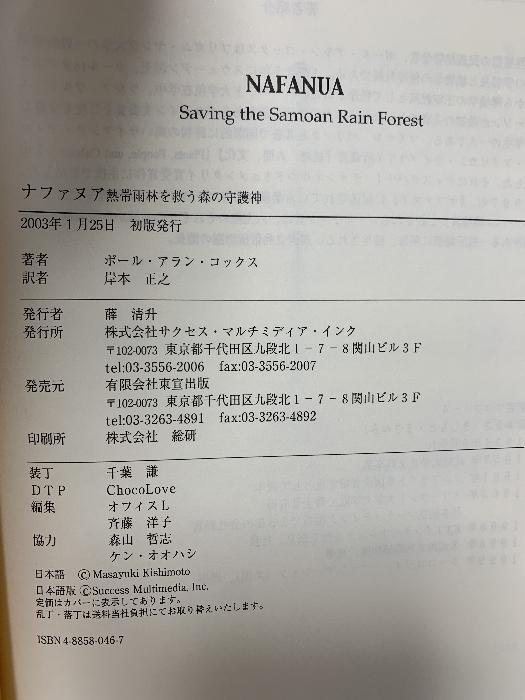 NAFANUA
Saving the Samoan Rain Forest
ナファヌア熱帯雨林を救う森の守護神
2003年1月25日　初版発行
著者　ポール・アラン・コックス
訳者　岸本　正之
発行者　薛　清升
発行所　株式会社サクセス・マルチミディア・インク
〒102-0073　東京都千代田区九段北1－7－8関山ビル3F
tel:03-3556-2006　fax:03-3556-2007
発売元　有限会社東宣出版
〒102-0073　東京都千代田区九段北1－7－8関山ビル3F
tel:03-3263-4891　fax:03-3263-4892
印刷所　株式会社　総研
装丁　千葉　謙
DTP　ChocoLove
編集　オフィスL
斉藤　洋子
協力　森山　哲志
ケン・オオハシ
日本語　©Masayuki Kishimoto
日本語版 ©Success Multimedia, Inc.
定価はカバーに表示してあります。
乱丁・落丁は送料当社負担にてお取り替えいたします。
ISBN4-8858-046-7